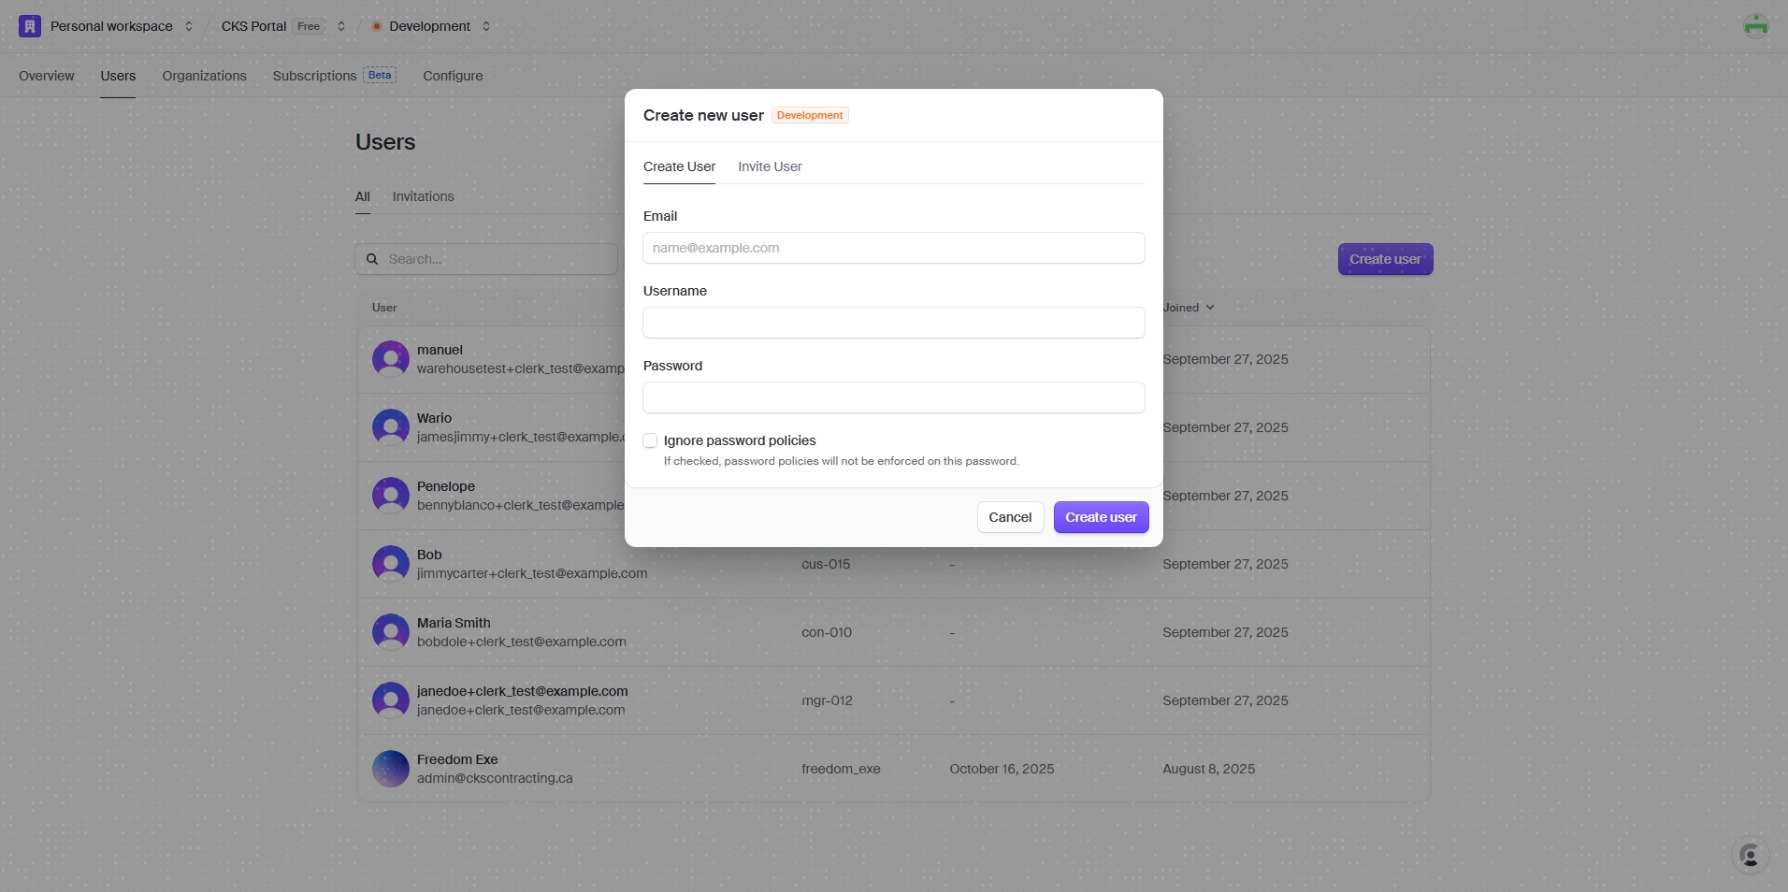 Personal workspace / CKS Portal Free / Development
Overview Users Organizations Subscriptions Beta Configure
Users
All Invitations
Search...
Create user
User
Joined
manuel
warehousetest+clerk_test@examp
September 27, 2025
Wario
jamesjimmy+clerk_test@example.
September 27, 2025
Penelope
bennyblanco+clerk_test@example
September 27, 2025
Bob
jimmycarter+clerk_test@example.com
cus-015
-
September 27, 2025
Maria Smith
bobdole+clerk_test@example.com
con-010
-
September 27, 2025
janedoe+clerk_test@example.com
janedoe+clerk_test@example.com
mgr-012
-
September 27, 2025
Freedom Exe
admin@ckscontracting.ca
freedom_exe
October 16, 2025
August 8, 2025
Create new user Development
Create User Invite User
Email
name@example.com
Username
Password
Ignore password policies
If checked, password policies will not be enforced on this password.
Cancel
Create user